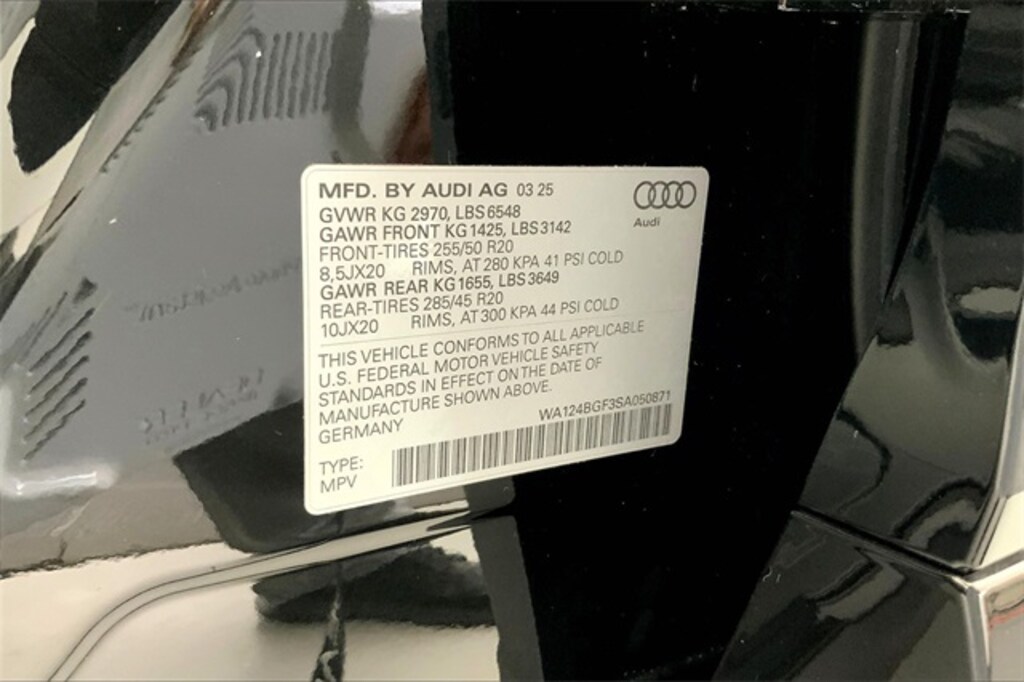 MFD. BY AUDI AG 03 25
Audi
GVWR KG 2970, LBS 6548
GAWR FRONT KG 1425, LBS 3142
FRONT-TIRES 255/50 R20
8,5JX20 RIMS, AT 280 KPA 41 PSI COLD
GAWR REAR KG 1655, LBS 3649
REAR-TIRES 285/45 R20
10JX20 RIMS, AT 300 KPA 44 PSI COLD
THIS VEHICLE CONFORMS TO ALL APPLICABLE
U.S. FEDERAL MOTOR VEHICLE SAFETY
STANDARDS IN EFFECT ON THE DATE OF
MANUFACTURE SHOWN ABOVE.
GERMANY WA124BGF3SA050871
TYPE:
MPV